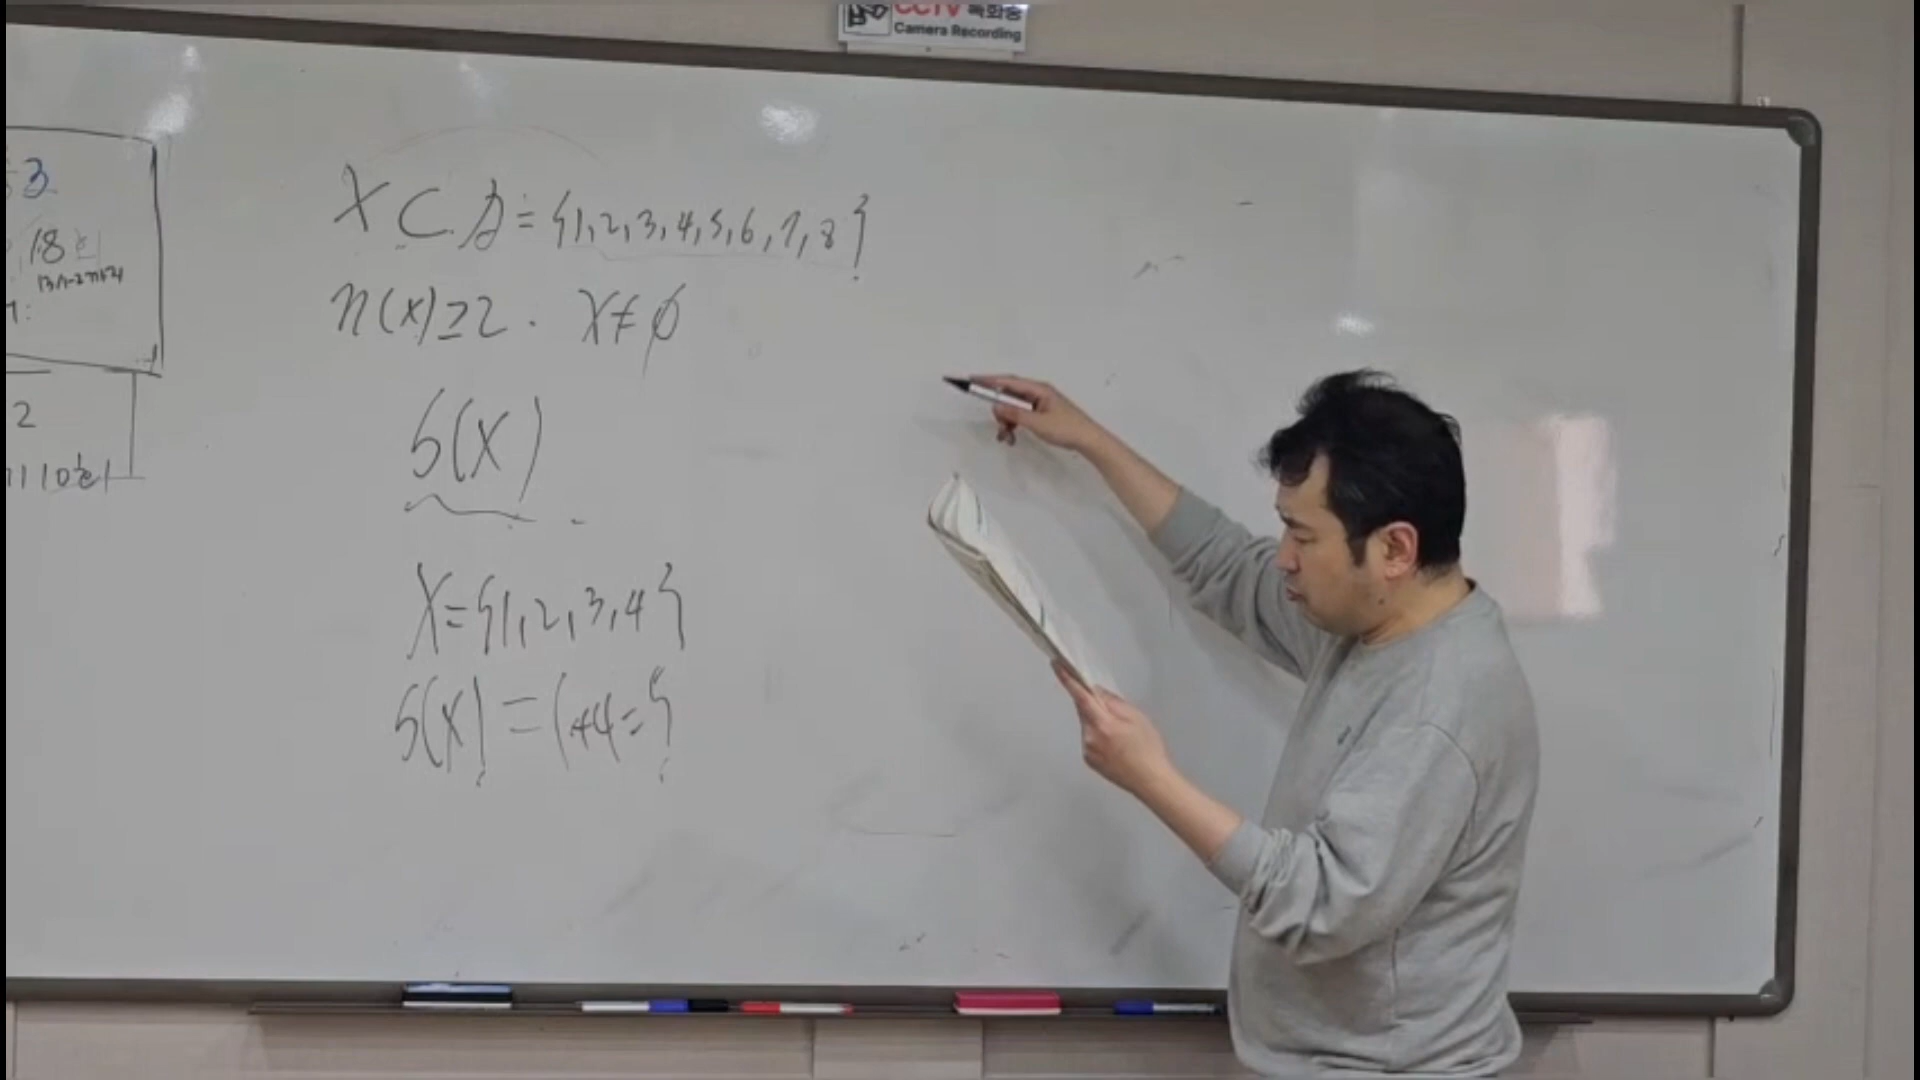 CCTV 녹화중
Camera Recording
3
18
2
X ⊂ A = {1, 2, 3, 4, 5, 6, 7, 8}
n(X) ≥ 2 . X ≠ ∅
S(X)
X = {1, 2, 3, 4}
S(X) = 1+4 = 5